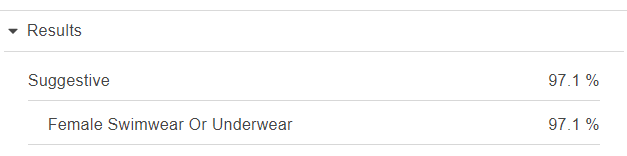 Results
Suggestive 97.1 %
Female Swimwear Or Underwear 97.1 %